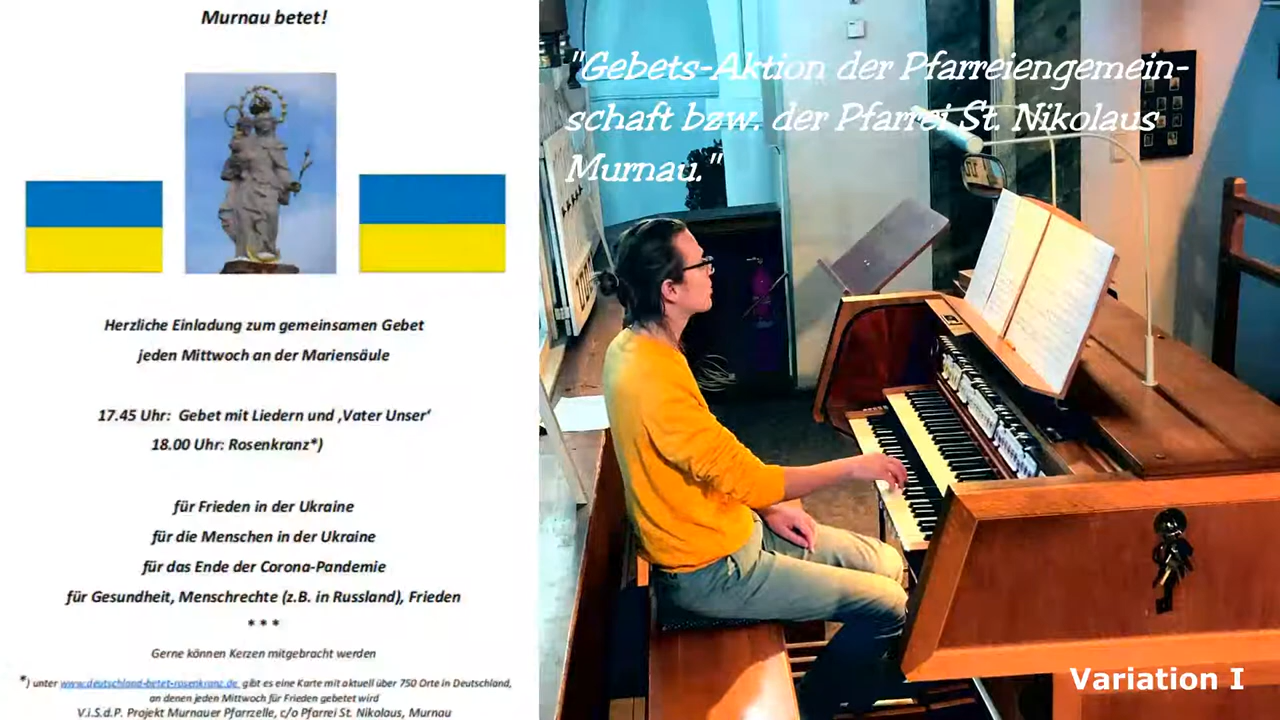 Murnau betet!
Herzliche Einladung zum gemeinsamen Gebet
jeden Mittwoch an der Mariensäule
17.45 Uhr: Gebet mit Liedern und ‚Vater Unser‘
18.00 Uhr: Rosenkranz*)
für Frieden in der Ukraine
für die Menschen in der Ukraine
für das Ende der Corona-Pandemie
für Gesundheit, Menschrechte (z.B. in Russland), Frieden
* * *
Gerne können Kerzen mitgebracht werden
*) unter www.deutschland-betet-rosenkranz.de gibt es eine Karte mit aktuell über 750 Orte in Deutschland,
an denen jeden Mittwoch für Frieden gebetet wird
V.i.S.d.P. Projekt Murnauer Pfarrzelle, c/o Pfarrei St. Nikolaus, Murnau
"Gebets-Aktion der Pfarreiengemein-
schaft bzw. der Pfarrei St. Nikolaus
Murnau."
Variation I